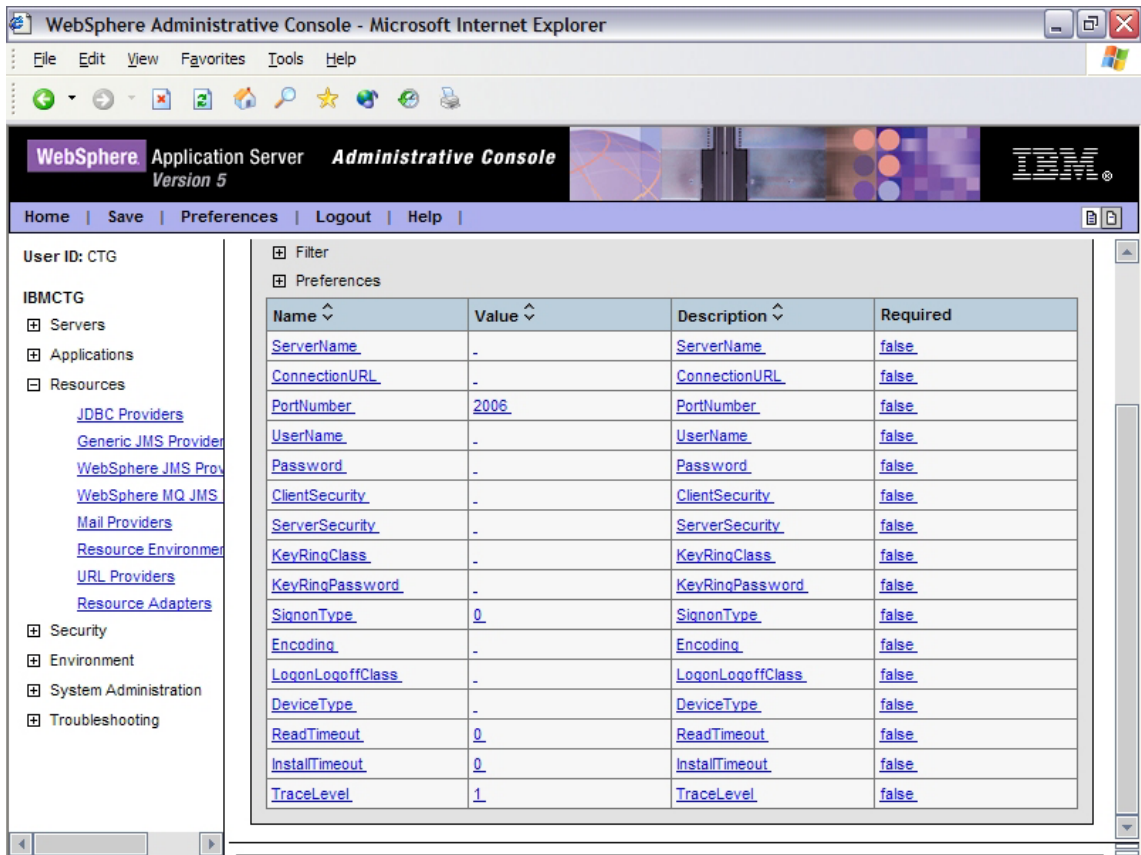 WebSphere Administrative Console - Microsoft Internet Explorer
File Edit View Favorites Tools Help
WebSphere Application Server Administrative Console
Version 5
IBM
Home | Save | Preferences | Logout | Help |
User ID: CTG
IBMCTG
Servers
Applications
Resources
JDBC Providers
Generic JMS Provider
WebSphere JMS Prov
WebSphere MQ JMS
Mail Providers
Resource Environmen
URL Providers
Resource Adapters
Security
Environment
System Administration
Troubleshooting
Filter
Preferences
Name Value Description Required
ServerName ServerName false
ConnectionURL ConnectionURL false
PortNumber 2006 PortNumber false
UserName UserName false
Password Password false
ClientSecurity ClientSecurity false
ServerSecurity ServerSecurity false
KeyRingClass KeyRingClass false
KeyRingPassword KeyRingPassword false
SignonType 0 SignonType false
Encoding Encoding false
LogonLogoffClass LogonLogoffClass false
DeviceType DeviceType false
ReadTimeout 0 ReadTimeout false
InstallTimeout 0 InstallTimeout false
TraceLevel 1 TraceLevel false